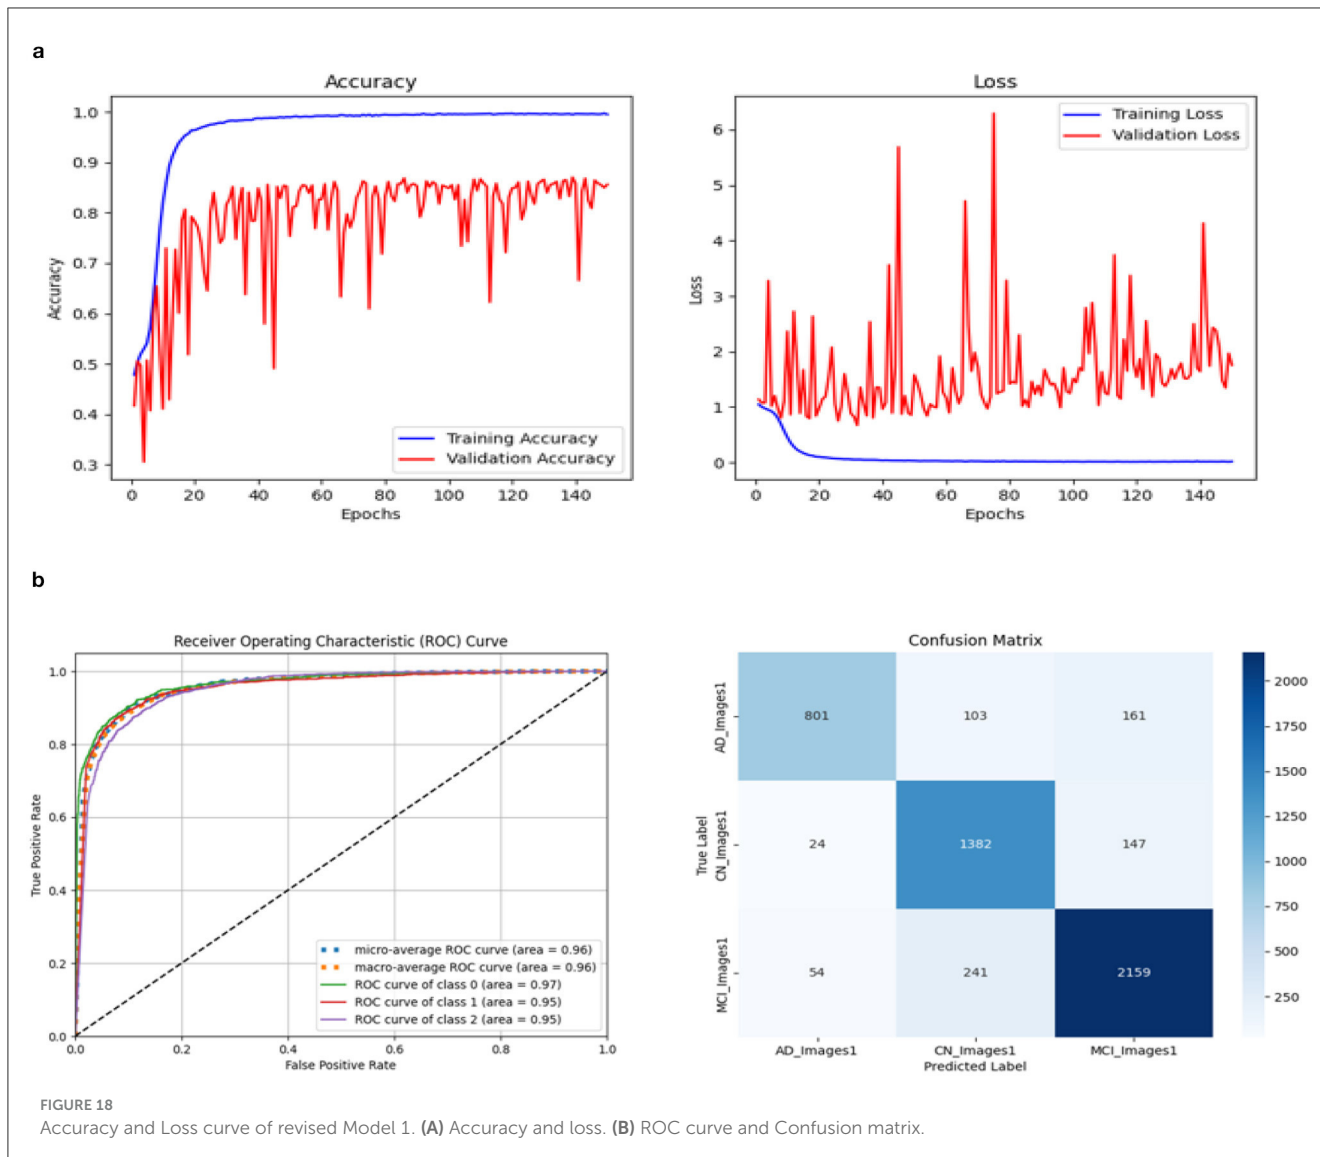 a
Accuracy
1.0
0.9
0.8
0.7
0.6
0.5
0.4
0.3
Accuracy
0
20
40
60
80
100
120
140
Epochs
Training Accuracy
Validation Accuracy
Loss
6
5
4
3
2
1
0
Loss
0
20
40
60
80
100
120
140
Epochs
Training Loss
Validation Loss
b
Receiver Operating Characteristic (ROC) Curve
1.0
0.8
0.6
0.4
0.2
0.0
True Positive Rate
0.0
0.2
0.4
0.6
0.8
1.0
False Positive Rate
micro-average ROC curve (area = 0.96)
macro-average ROC curve (area = 0.96)
ROC curve of class 0 (area = 0.97)
ROC curve of class 1 (area = 0.95)
ROC curve of class 2 (area = 0.95)
Confusion Matrix
True Label
AD_Images1
CN_Images1
MCI_Images1
801
103
161
24
1382
147
54
241
2159
AD_Images1
CN_Images1
MCI_Images1
Predicted Label
2000
1750
1500
1250
1000
750
500
250
FIGURE 18
Accuracy and Loss curve of revised Model 1. (A) Accuracy and loss. (B) ROC curve and Confusion matrix.